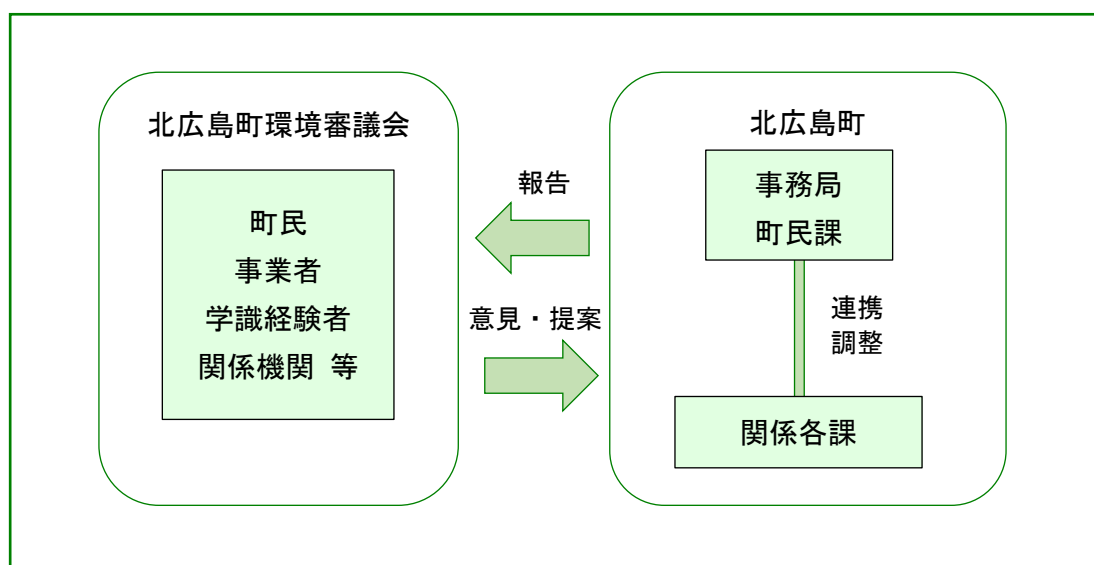 北広島町環境審議会
町民
事業者
学識経験者
関係機関 等
報告
意見・提案
北広島町
事務局
町民課
連携
調整
関係各課